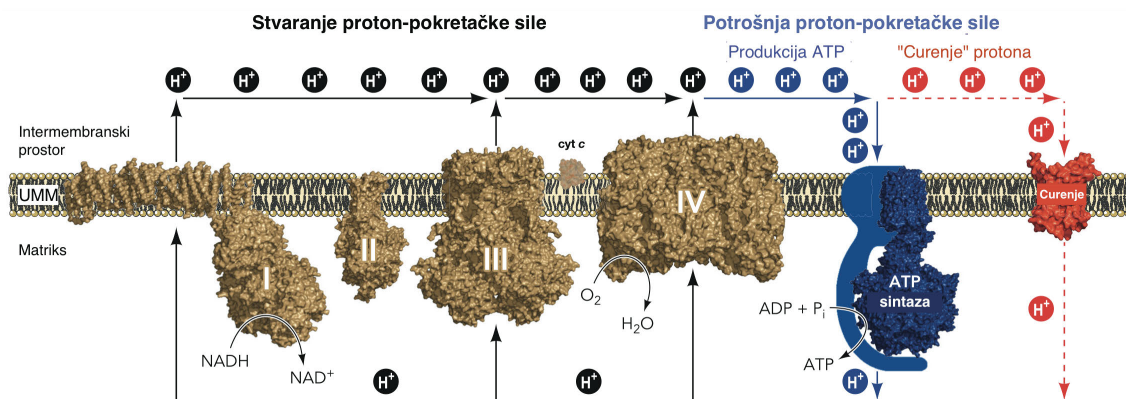 Stvaranje proton-pokretačke sile
Potrošnja proton-pokretačke sile
Produkcija ATP
"Curenje" protona
H+ H+ H+ H+ H+ H+ H+ H+ H+ H+ H+ H+ H+ H+ H+ H+
Intermembranski
prostor
cyt c
H+
H+
H+
UMM
Curenje
Matriks
I
II
III
IV
ATP
sintaza
O2
H2O
ADP + Pi
ATP
H+
NADH
NAD+
H+
H+
H+